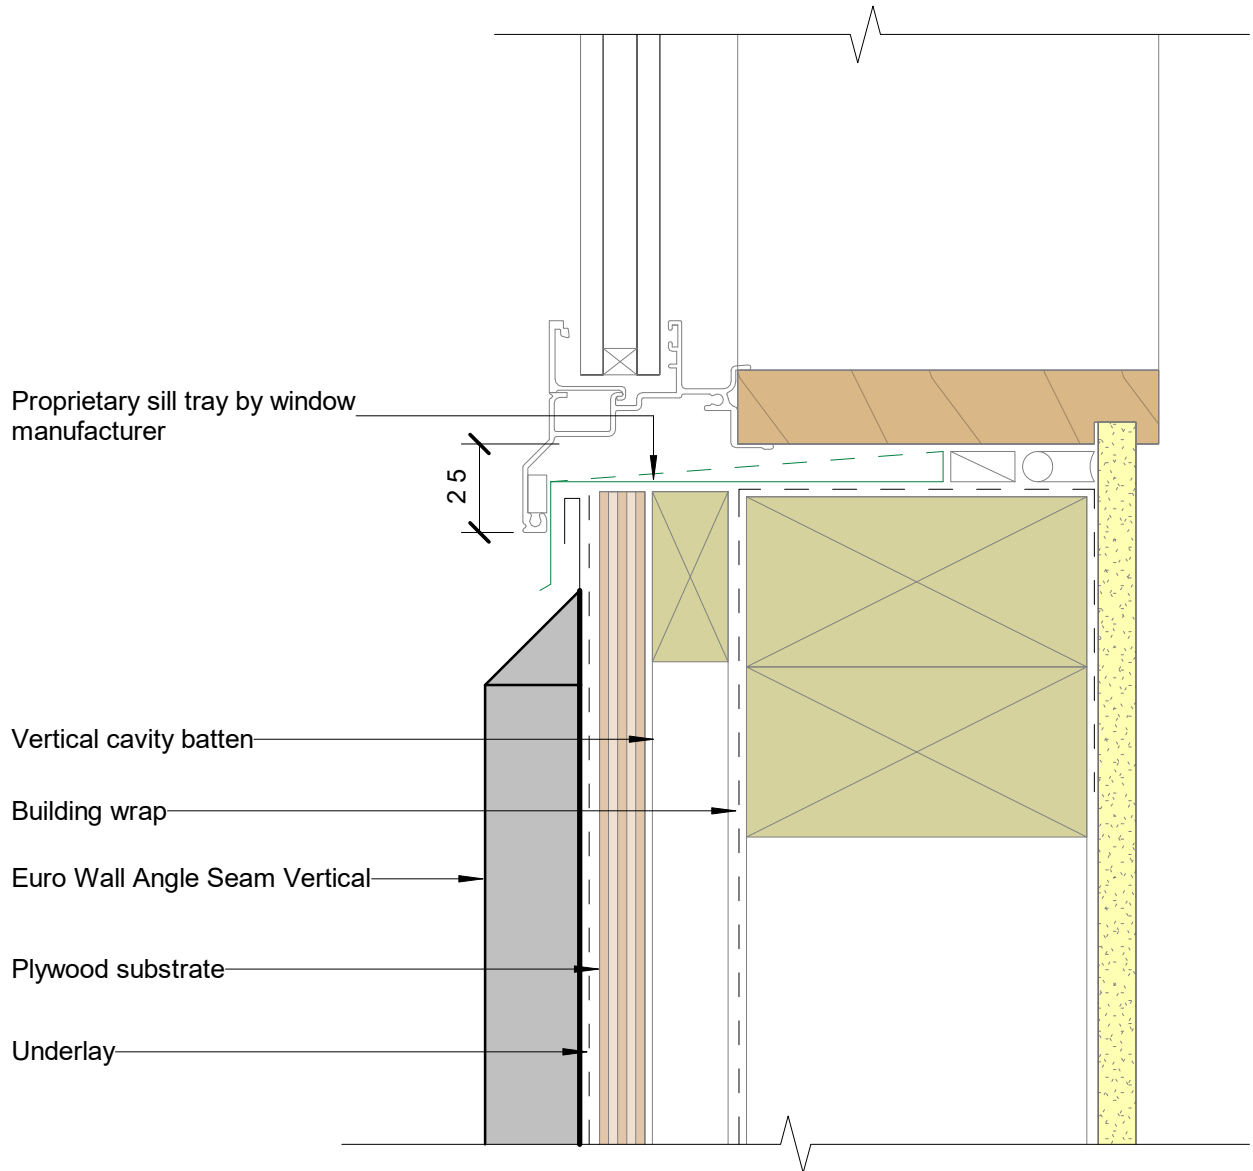 Proprietary sill tray by window
manufacturer
25
Vertical cavity batten
Building wrap
Euro Wall Angle Seam Vertical
Plywood substrate
Underlay